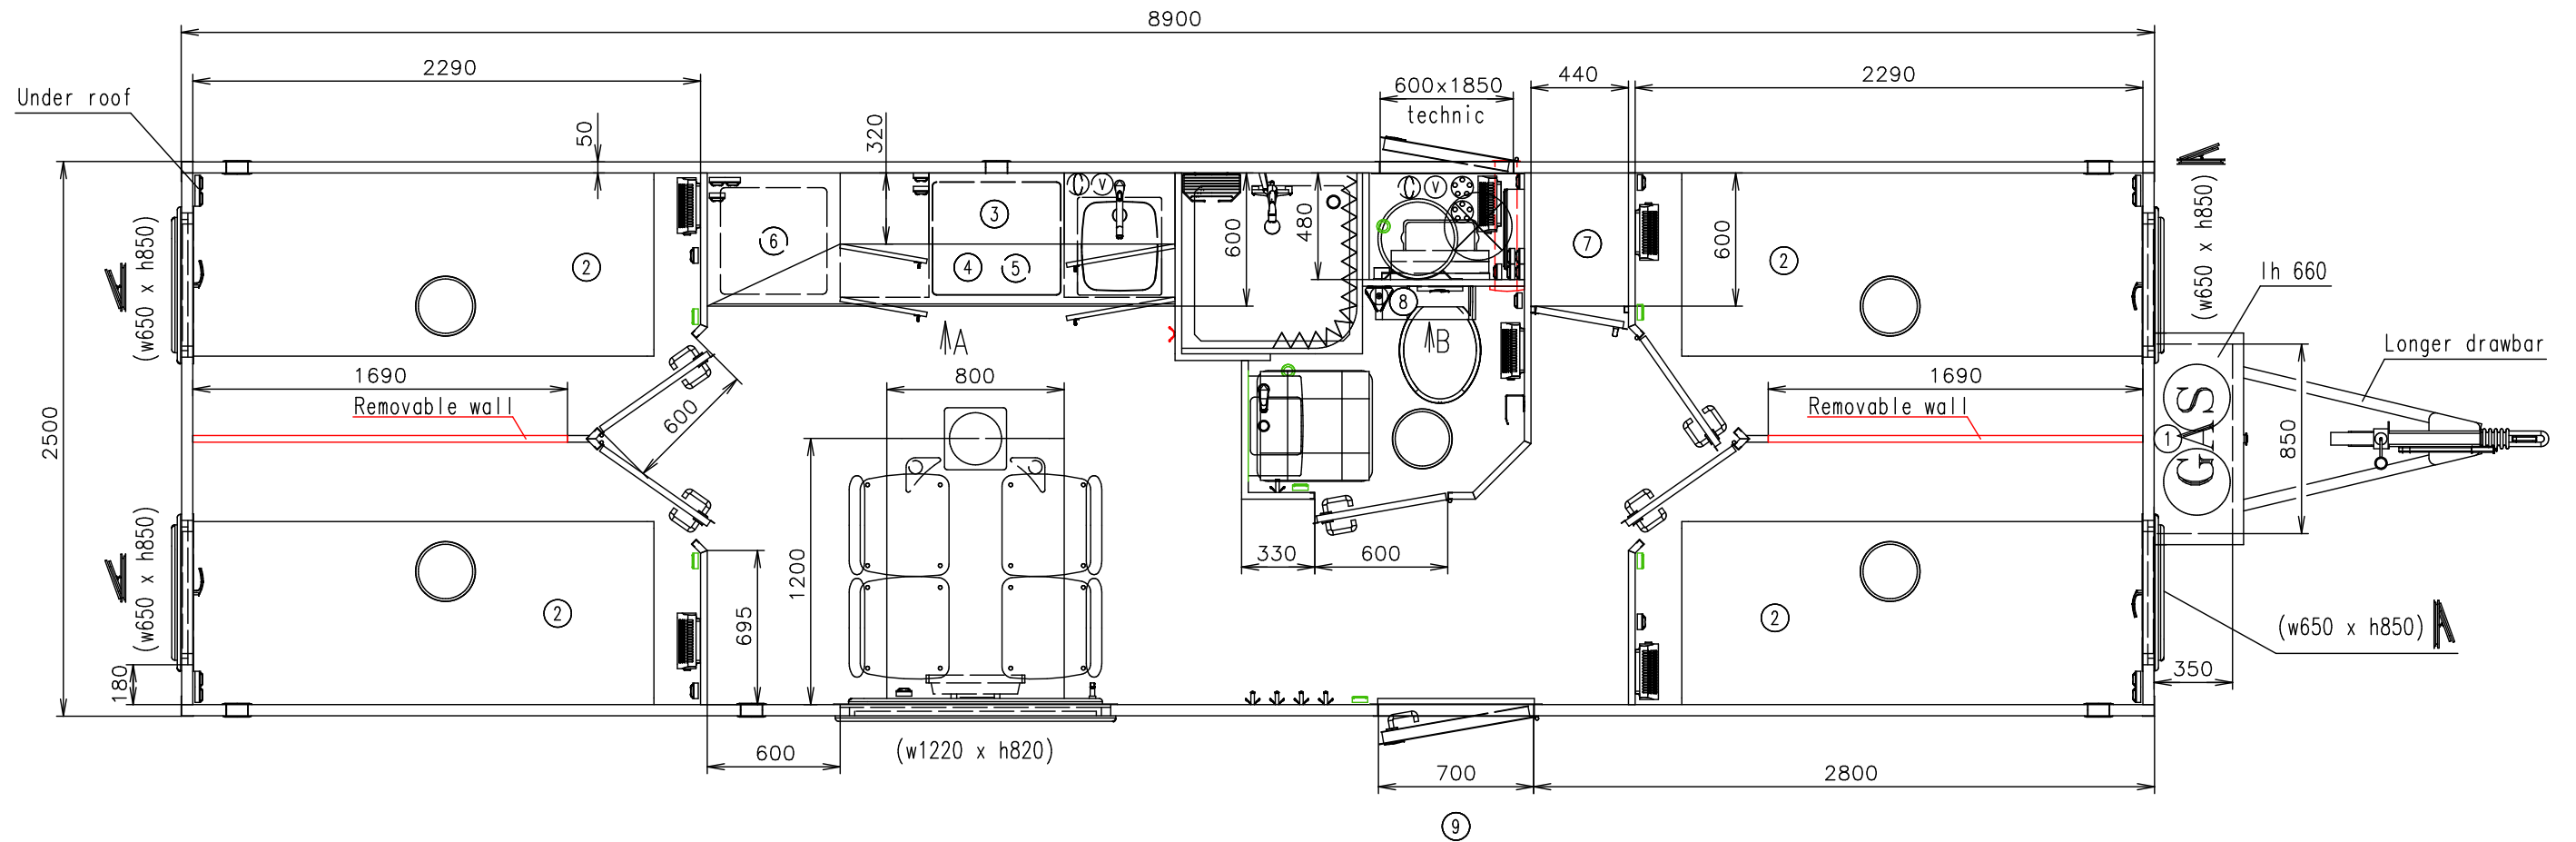 8900
2290
600x1850
technic
440
2290
Under roof
50
320
(w650 x h850)
2
6
3
4
5
V
600
480
V
7
600
2
(w650 x h850)
lh 660
8
A
B
Longer drawbar
2500
1690
Removable wall
600
800
1690
Removable wall
1
GAS
850
(w650 x h850)
2
180
695
1200
330
600
2
(w650 x h850)
350
600
(w1220 x h820)
700
2800
9